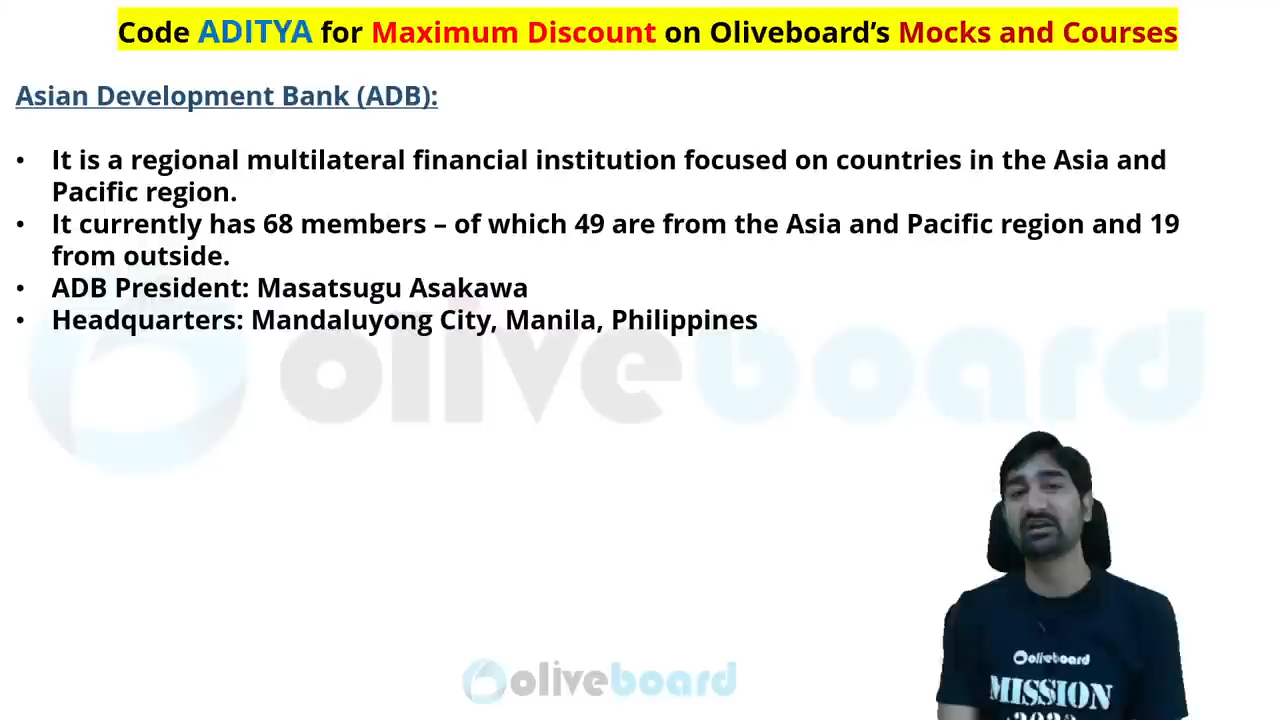 Code ADITYA for Maximum Discount on Oliveboard's Mocks and Courses
Asian Development Bank (ADB):
• It is a regional multilateral financial institution focused on countries in the Asia and
Pacific region.
• It currently has 68 members – of which 49 are from the Asia and Pacific region and 19
from outside.
• ADB President: Masatsugu Asakawa
• Headquarters: Mandaluyong City, Manila, Philippines
oliveboard
oliveboard
MISSION
oliveboard